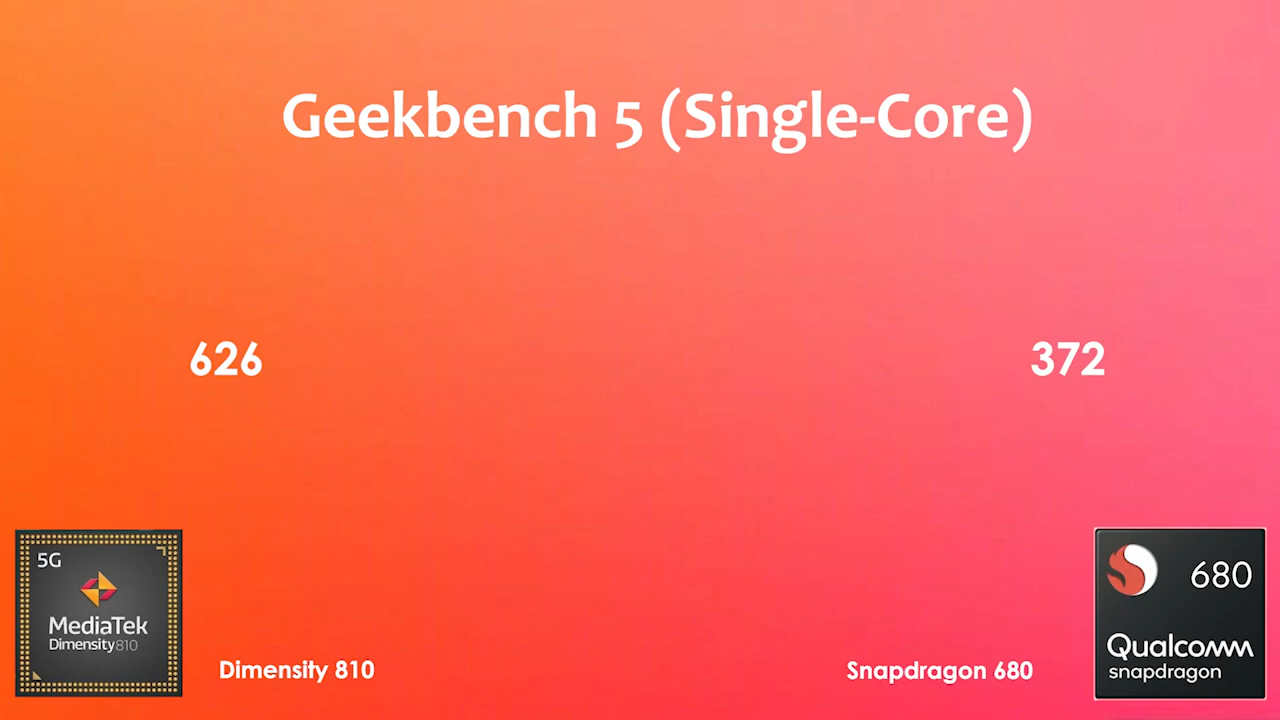 Geekbench 5 (Single-Core)
626
372
5G
MediaTek
Dimensity810
Dimensity 810
Snapdragon 680
680
Qualcomm
snapdragon